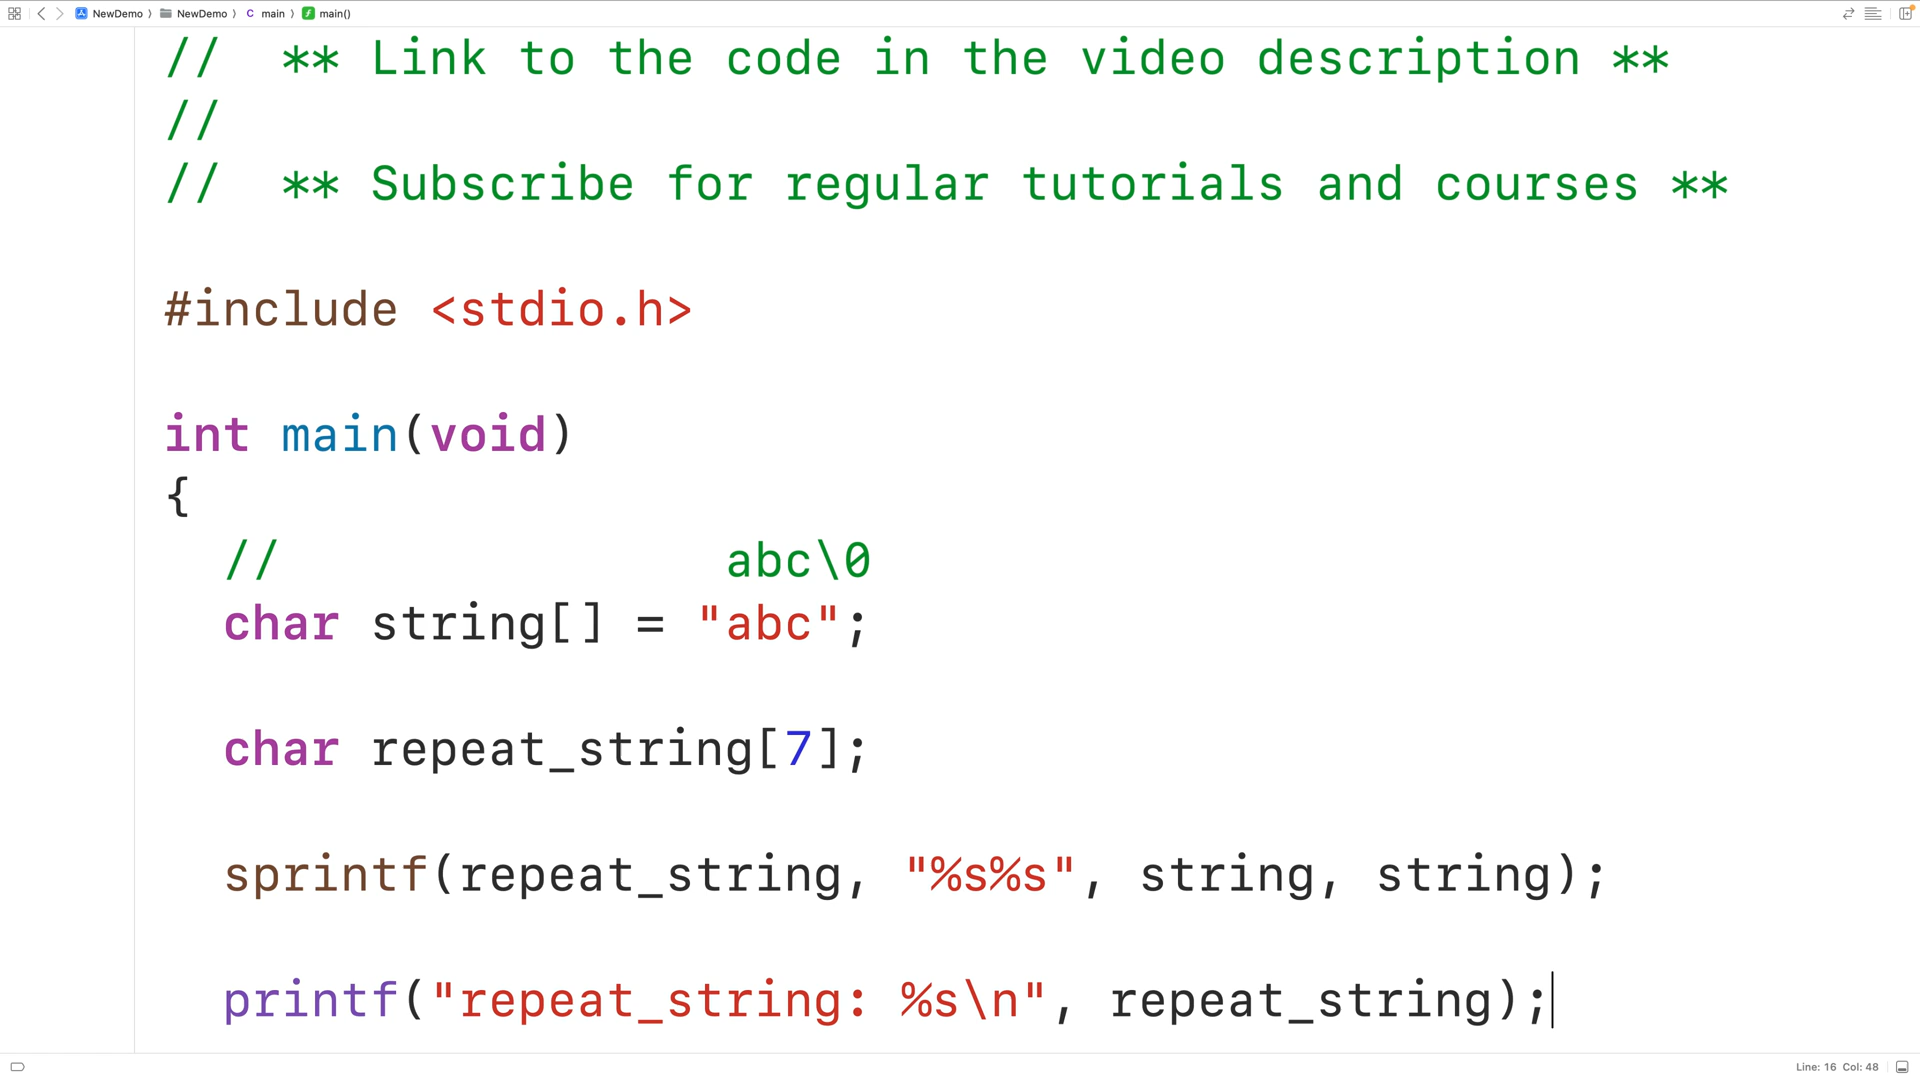 NewDemo 〉 NewDemo 〉 C main 〉 f main()
//  ** Link to the code in the video description **
//
//  ** Subscribe for regular tutorials and courses **
#include <stdio.h>
int main(void)
{
  //               abc\0
  char string[] = "abc";
  char repeat_string[7];
  sprintf(repeat_string, "%s%s", string, string);
  printf("repeat_string: %s\n", repeat_string);
Line: 16 Col: 48